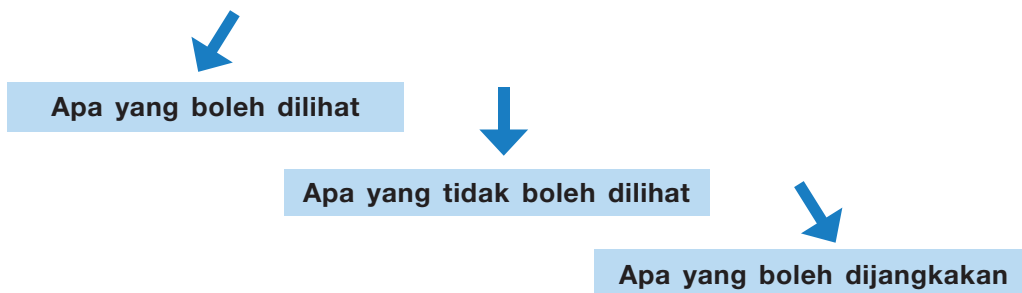 Apa yang boleh dilihat
Apa yang tidak boleh dilihat
Apa yang boleh dijangkakan